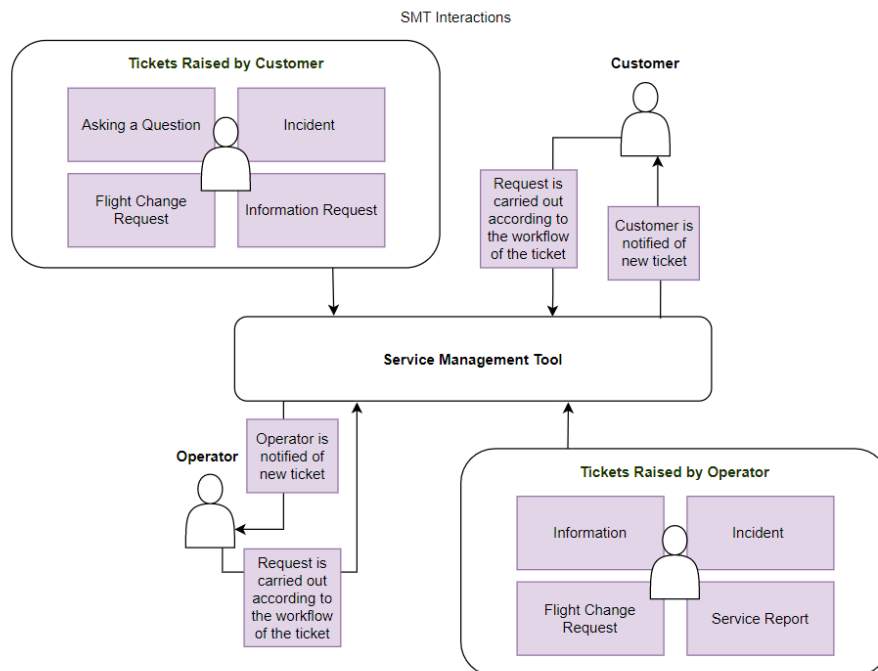 SMT Interactions
Tickets Raised by Customer
Asking a Question
Incident
Flight Change
Request
Information Request
Customer
Request is
carried out
according to
the workflow
of the ticket
Customer is
notified of
new ticket
Service Management Tool
Operator is
notified of
new ticket
Operator
Request is
carried out
according to
the workflow
of the ticket
Tickets Raised by Operator
Information
Incident
Flight Change
Request
Service Report